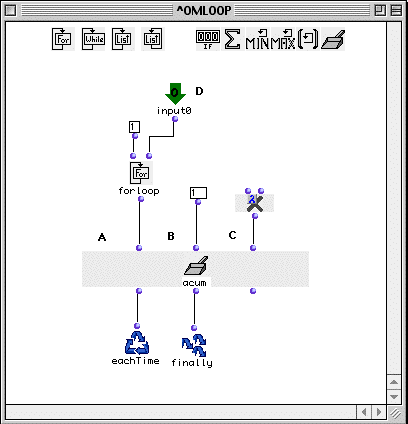 ^OMLOOP
For While List List 000 IF Σ MIN MAX
0 D
input0
1
For
forloop
1
λ
A B C
acum
eachTime finally